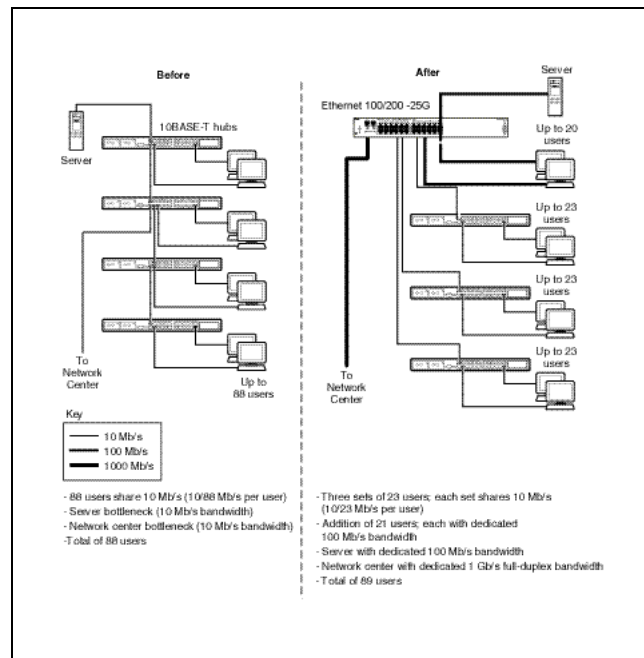 Before
Server
10BASE-T hubs
To
Network
Center
Up to
88 users
Key
10 Mb/s
100 Mb/s
1000 Mb/s
- 88 users share 10 Mb/s (10/88 Mb/s per user)
- Server bottleneck (10 Mb/s bandwidth)
- Network center bottleneck (10 Mb/s bandwidth)
-Total of 88 users
After
Server
Ethernet 100/200 -25G
Up to 20
users
Up to 23
users
Up to 23
users
Up to 23
users
To
Network
Center
- Three sets of 23 users; each set shares 10 Mb/s
(10/23 Mb/s per user)
- Addition of 21 users; each with dedicated
100 Mb/s bandwidth
- Server with dedicated 100 Mb/s bandwidth
- Network center with dedicated 1 Gb/s full-duplex bandwidth
- Total of 89 users